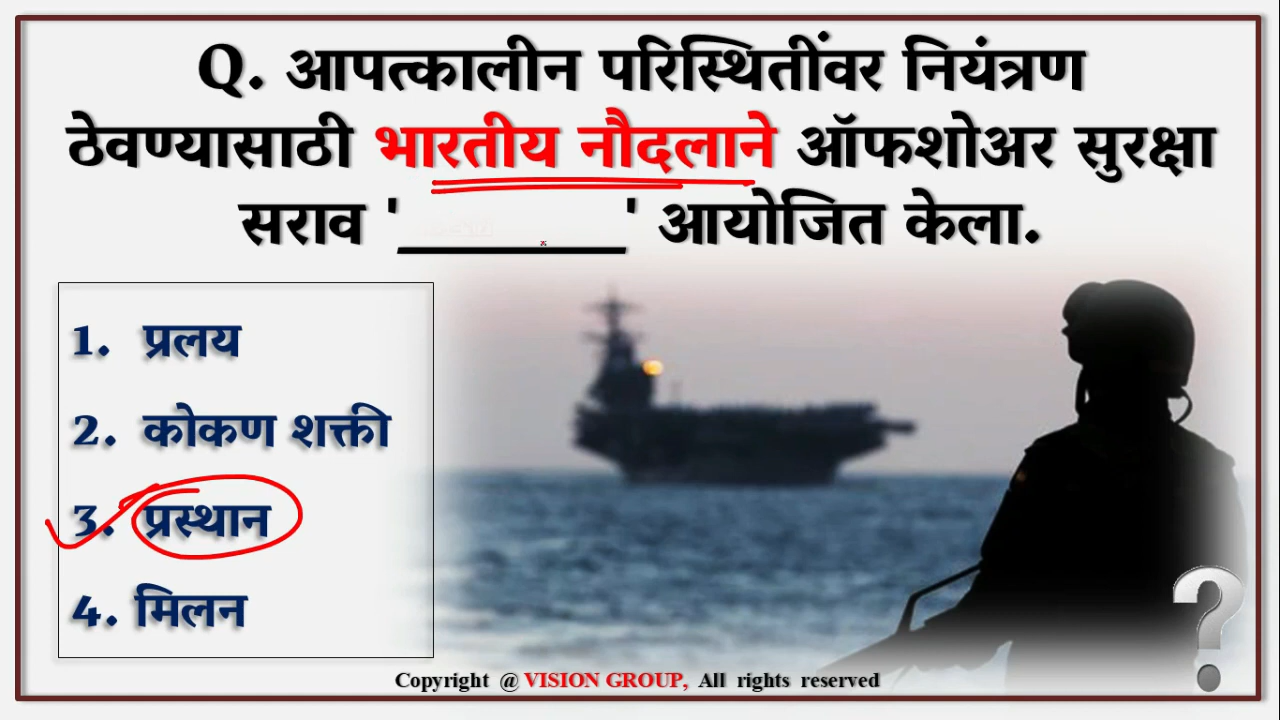 Q. आपत्कालीन परिस्थितींवर नियंत्रण
ठेवण्यासाठी भारतीय नौदलाने ऑफशोअर सुरक्षा
सराव '________' आयोजित केला.
1. प्रलय
2. कोकण शक्ती
3. प्रस्थान
4. मिलन
?
Copyright @ VISION GROUP, All rights reserved